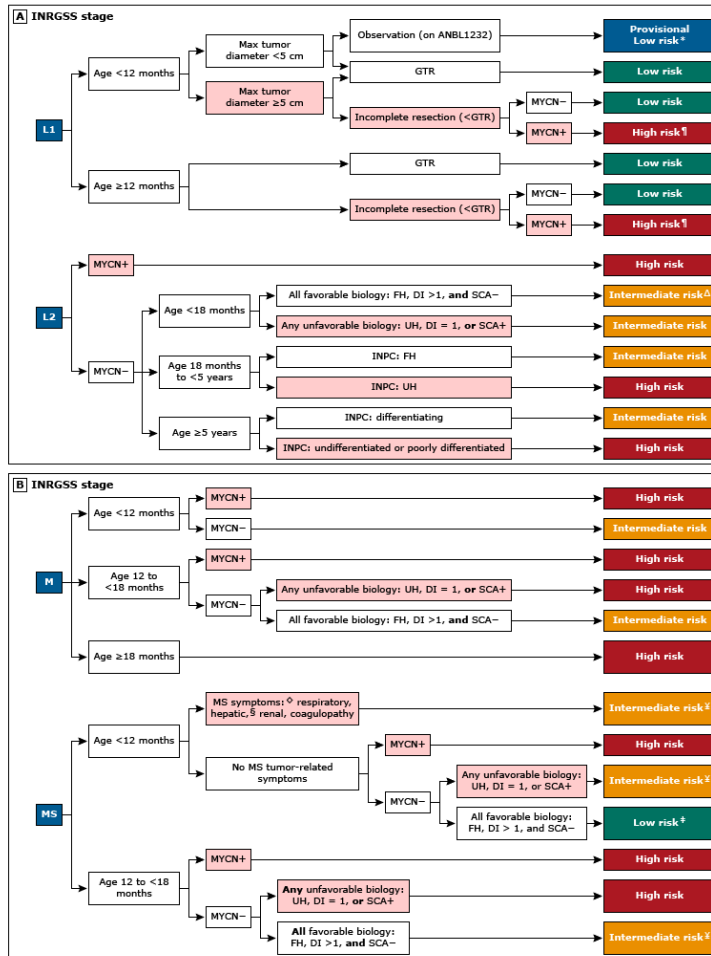 A INRGSS stage
L1
Age <12 months
Max tumor
diameter <5 cm
Observation (on ANBL1232)
Provisional
Low risk*
GTR
Low risk
Max tumor
diameter ≥5 cm
Incomplete resection (<GTR)
MYCN−
Low risk
MYCN+
High risk¶
Age ≥12 months
GTR
Low risk
Incomplete resection (<GTR)
MYCN−
Low risk
MYCN+
High risk¶
L2
MYCN+
High risk
MYCN−
Age <18 months
All favorable biology: FH, DI >1, and SCA−
Intermediate riskΔ
Any unfavorable biology: UH, DI = 1, or SCA+
Intermediate risk
Age 18 months
to <5 years
INPC: FH
Intermediate risk
INPC: UH
High risk
Age ≥5 years
INPC: differentiating
Intermediate risk
INPC: undifferentiated or poorly differentiated
High risk
B INRGSS stage
M
Age <12 months
MYCN+
High risk
MYCN−
Intermediate risk
Age 12 to
<18 months
MYCN+
High risk
MYCN−
Any unfavorable biology: UH, DI = 1, or SCA+
High risk
All favorable biology: FH, DI >1, and SCA−
Intermediate risk
Age ≥18 months
High risk
MS
Age <12 months
MS symptoms:◊ respiratory,
hepatic,§ renal, coagulopathy
Intermediate risk¥
No MS tumor-related
symptoms
MYCN+
High risk
MYCN−
Any unfavorable biology:
UH, DI = 1, or SCA+
Intermediate risk¥
All favorable biology:
FH, DI > 1, and SCA−
Low risk‡
Age 12 to <18
months
MYCN+
High risk
MYCN−
Any unfavorable biology:
UH, DI = 1, or SCA+
High risk
All favorable biology:
FH, DI >1, and SCA−
Intermediate risk¥